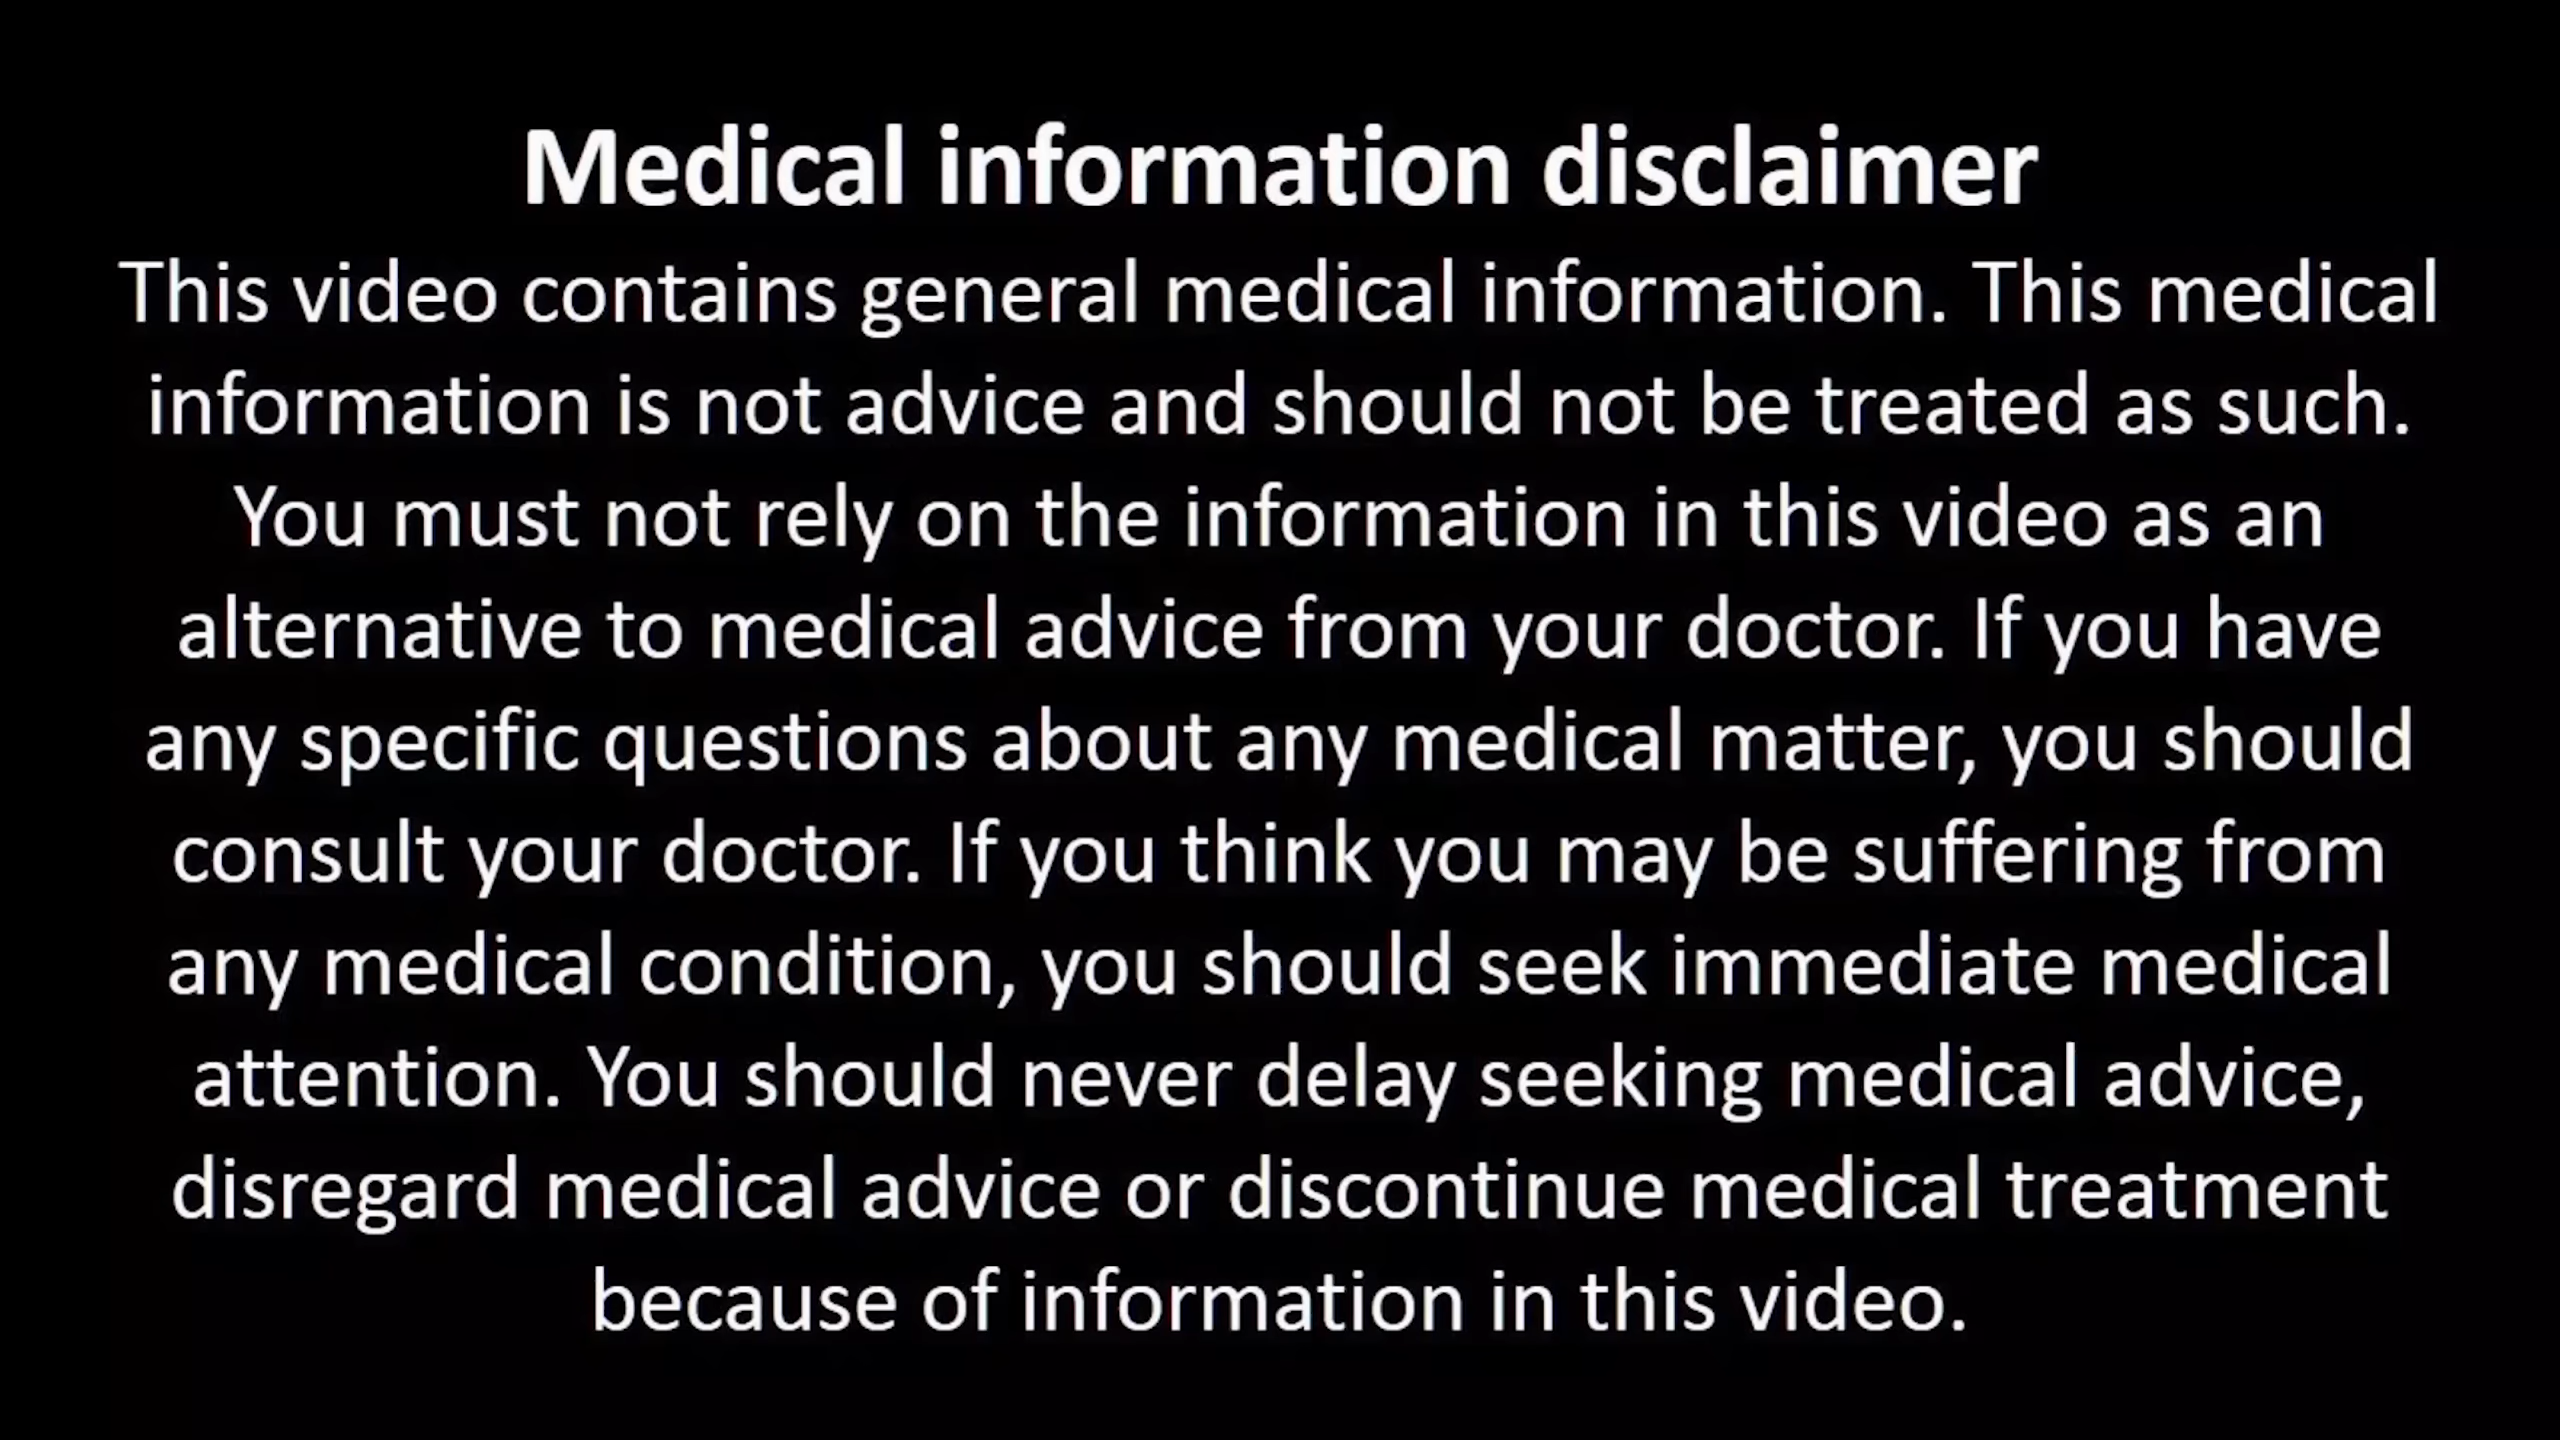 Medical information disclaimer
This video contains general medical information. This medical
information is not advice and should not be treated as such.
You must not rely on the information in this video as an
alternative to medical advice from your doctor. If you have
any specific questions about any medical matter, you should
consult your doctor. If you think you may be suffering from
any medical condition, you should seek immediate medical
attention. You should never delay seeking medical advice,
disregard medical advice or discontinue medical treatment
because of information in this video.